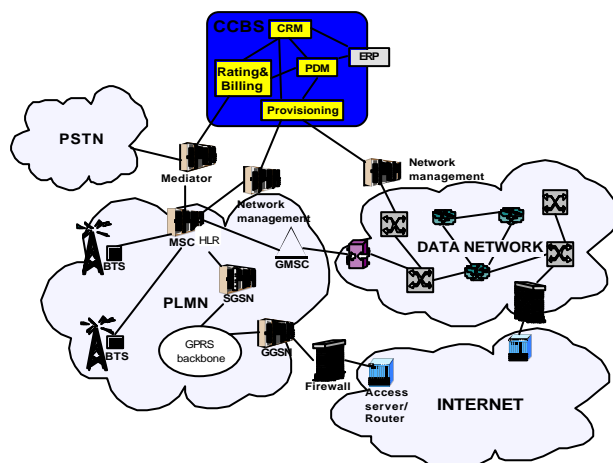 CCBS
CRM
ERP
Rating&
Billing
PDM
Provisioning
PSTN
Mediator
Network
management
Network
management
MSC
HLR
BTS
GMSC
DATA NETWORK
PLMN
SGSN
BTS
GPRS
backbone
GGSN
Firewall
Access
server/
Router
INTERNET